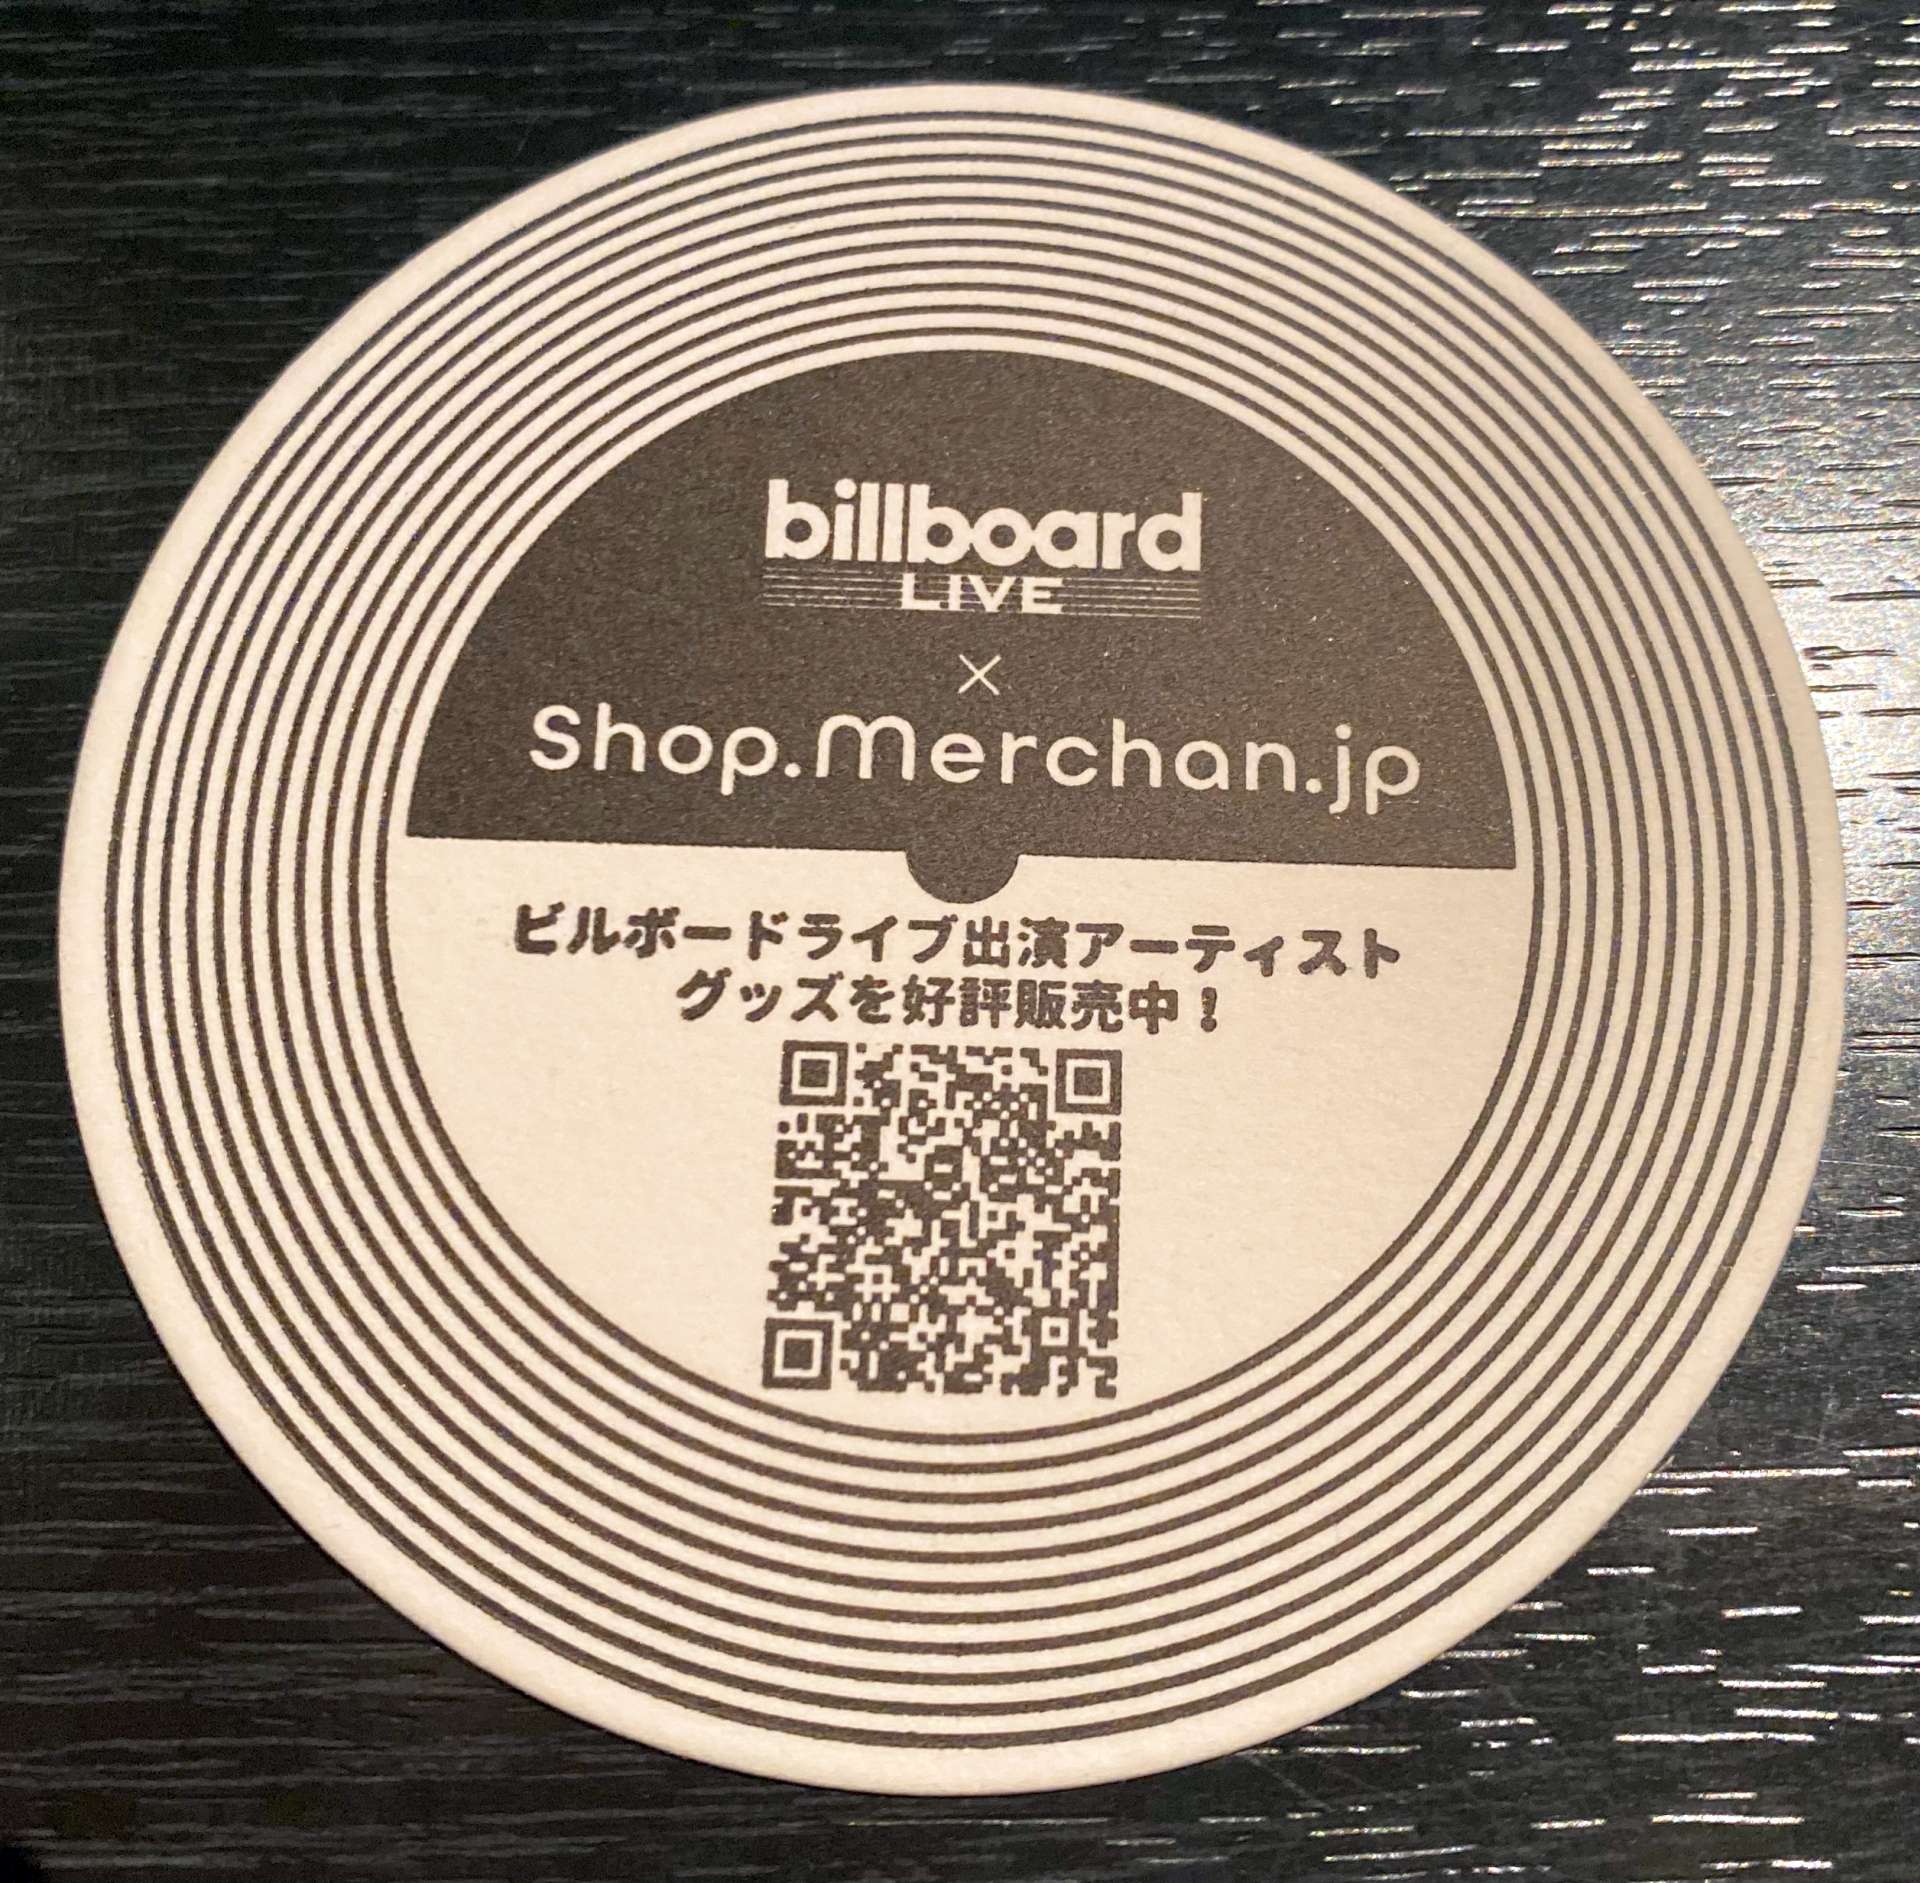 billboard
LIVE
×
Shop.Merchan.jp
ビルボードライブ出演アーティスト
グッズを好評販売中！